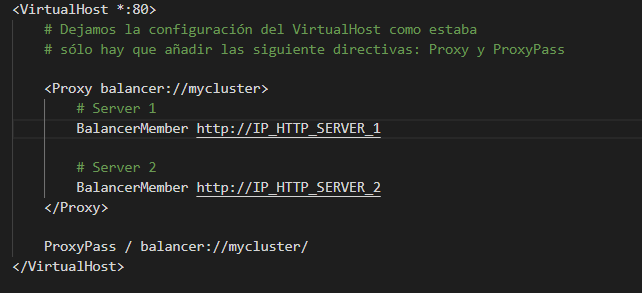 <VirtualHost *:80>
# Dejamos la configuración del VirtualHost como estaba
# sólo hay que añadir las siguiente directivas: Proxy y ProxyPass
<Proxy balancer://mycluster>
# Server 1
BalancerMember http://IP_HTTP_SERVER_1
# Server 2
BalancerMember http://IP_HTTP_SERVER_2
</Proxy>
ProxyPass / balancer://mycluster/
</VirtualHost>